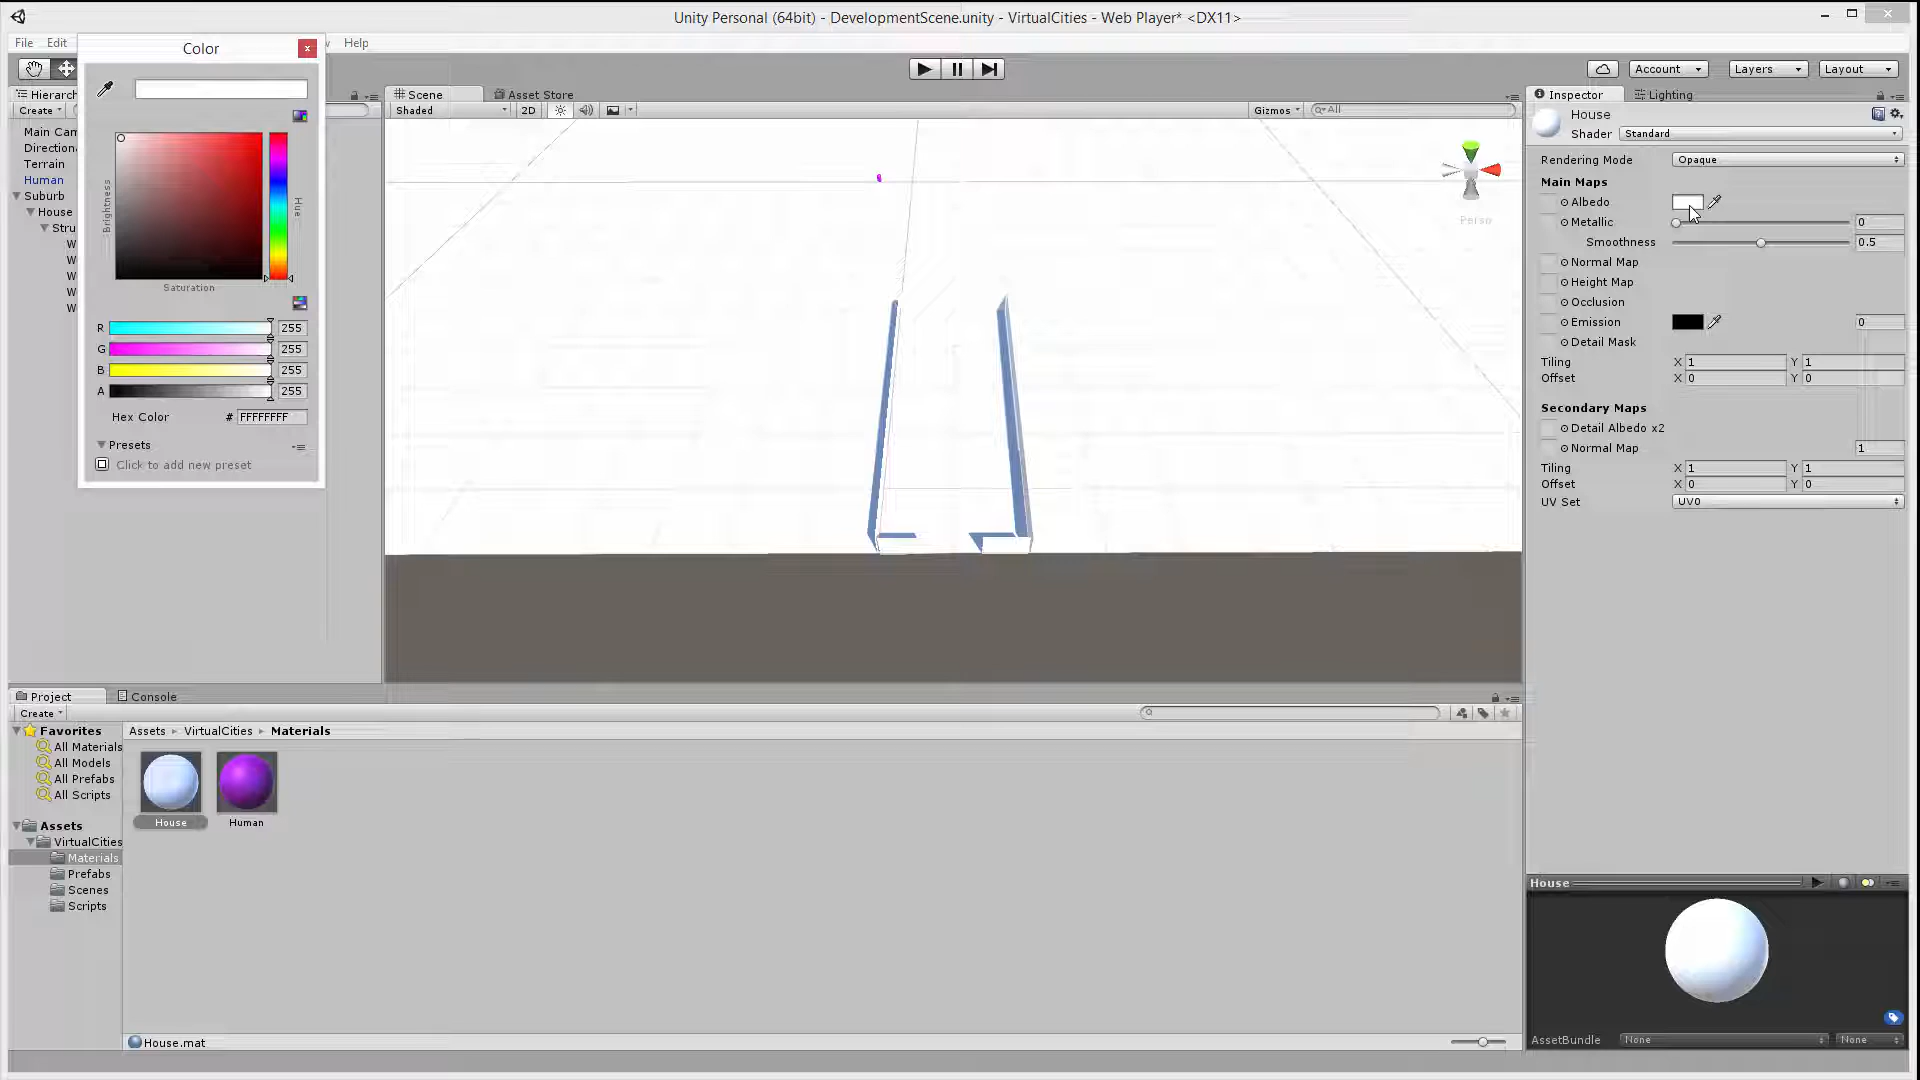 Unity Personal (64bit) - DevelopmentScene.unity - VirtualCities - Web Player* <DX11>
File Edit Help
Color
Account Layers Layout
Hierarch
Create
Main Cam
Direction
Terrain
Human
Suburb
House
Stru
W
W
W
W
W
Brightness
Hue
Saturation
R 255
G 255
B 255
A 255
Hex Color # FFFFFFFF
Presets
Click to add new preset
Scene Asset Store
Shaded 2D Gizmos All
Persp
Inspector Lighting
House
Shader Standard
Rendering Mode Opaque
Main Maps
Albedo
Metallic 0
Smoothness 0.5
Normal Map
Height Map
Occlusion
Emission 0
Detail Mask
Tiling X 1 Y 1
Offset X 0 Y 0
Secondary Maps
Detail Albedo x2
Normal Map 1
Tiling X 1 Y 1
Offset X 0 Y 0
UV Set UV0
Project Console
Create
Favorites
All Materials
All Models
All Prefabs
All Scripts
Assets
VirtualCities
Materials
Prefabs
Scenes
Scripts
Assets VirtualCities Materials
House Human
House.mat
House
AssetBundle None None